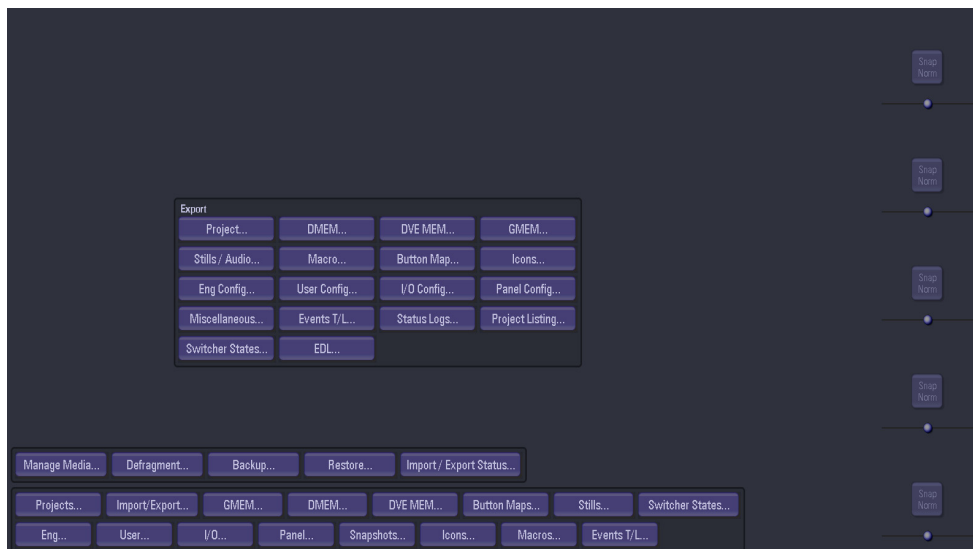 Snap
Norm
Snap
Norm
Export
Project... DMEM... DVE MEM... GMEM...
Stills / Audio... Macro... Button Map... Icons...
Eng Config... User Config... I/O Config... Panel Config...
Snap
Norm
Miscellaneous... Events T/L... Status Logs... Project Listing...
Switcher States... EDL...
Snap
Norm
Manage Media... Defragment... Backup... Restore... Import / Export Status...
Projects... Import/Export... GMEM... DMEM... DVE MEM... Button Maps... Stills... Switcher States...
Snap
Norm
Eng... User... I/O... Panel... Snapshots... Icons... Macros... Events T/L...